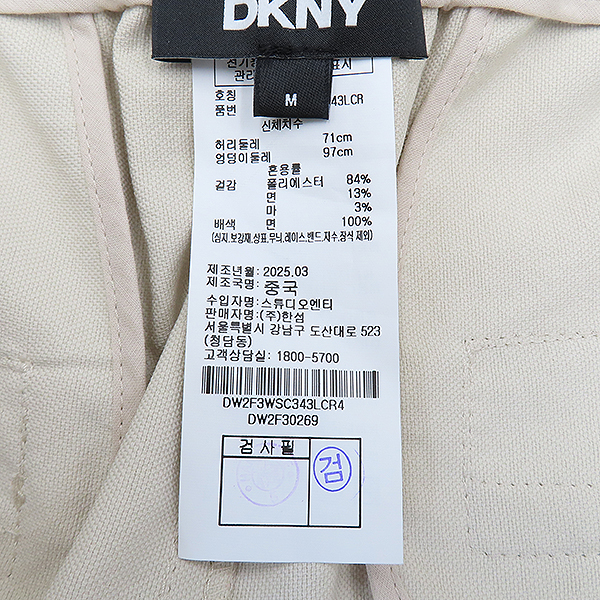 DKNY
M
관리
표시
호칭
품번 343LCR
신체치수
허리둘레 71cm
엉덩이둘레 97cm
혼용률
겉감 폴리에스터 84%
면 13%
마 3%
배색 면 100%
(심지,보강재,상표,무늬,레이스,밴드,자수,장식 제외)
제조년월: 2025.03
제조국명: 중국
수입자명: 스튜디오엔티
판매자명: (주)한섬
서울특별시 강남구 도산대로 523
(청담동)
고객상담실: 1800-5700
DW2F3WSC343LCR4
DW2F30269
검 사 필
검